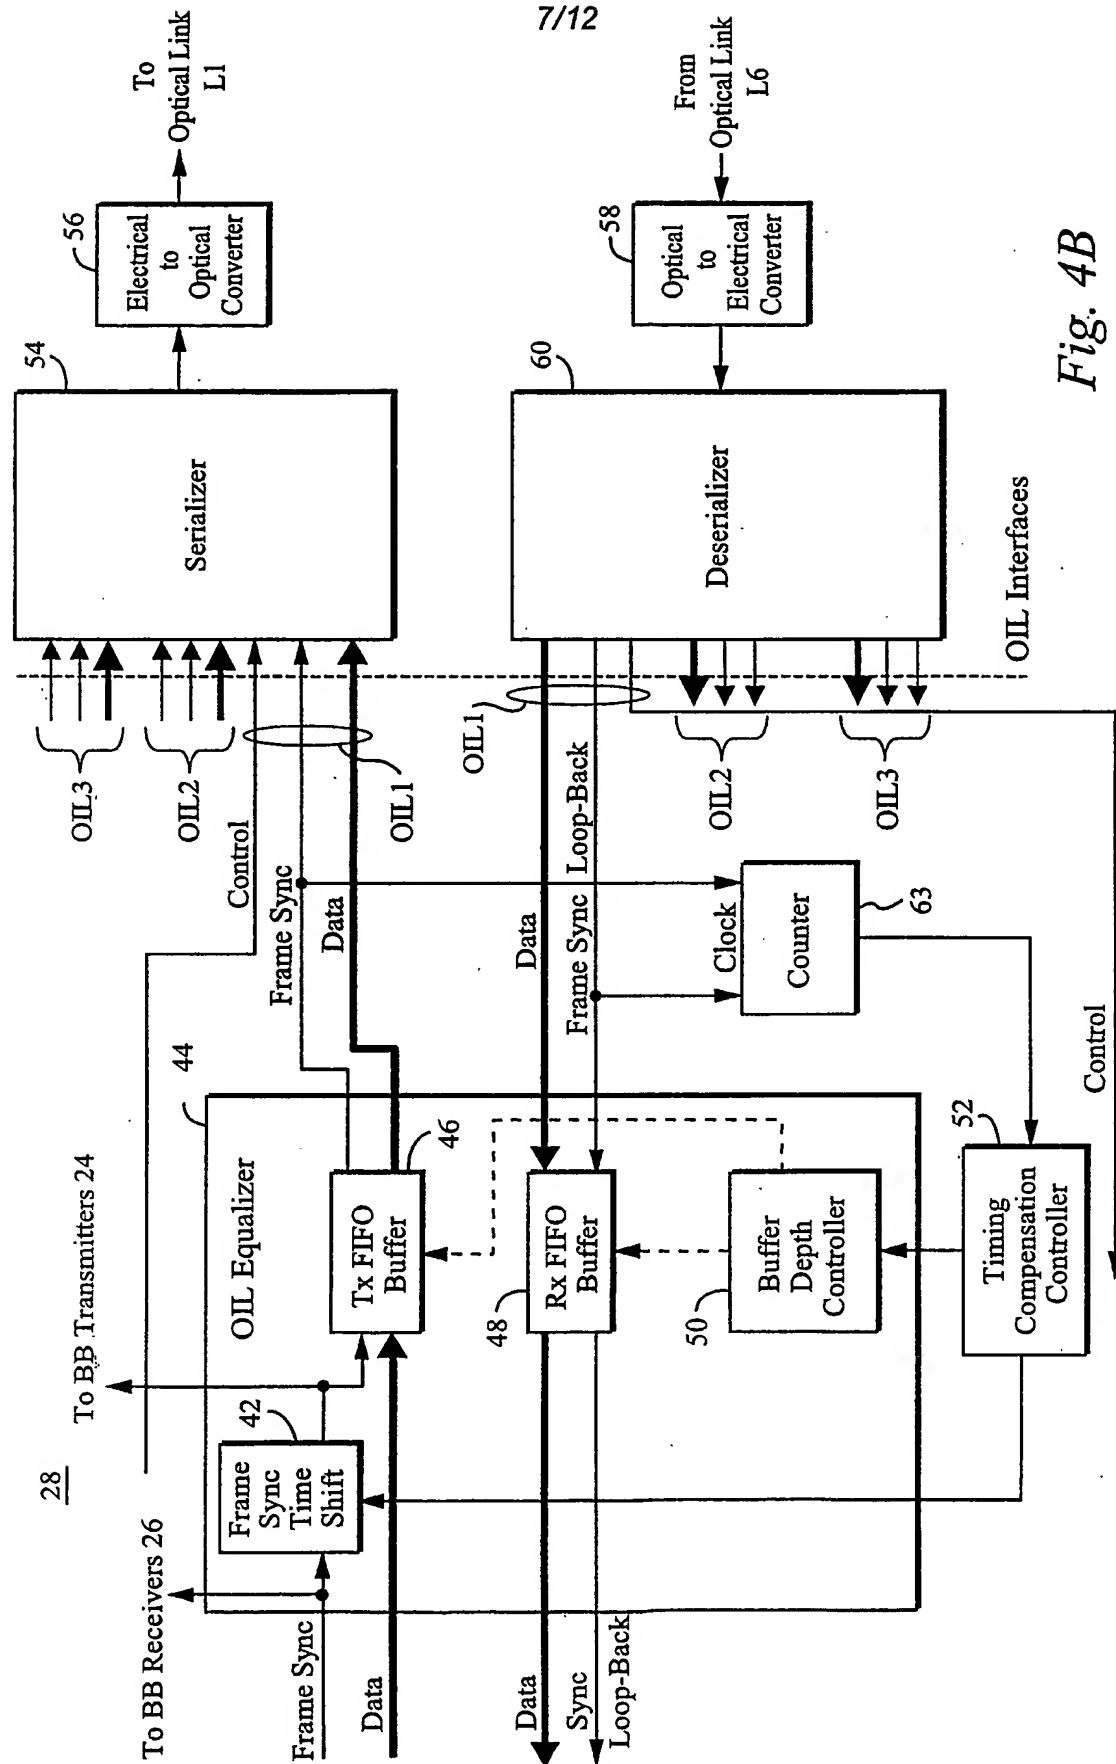 7/12
28
To BB Receivers 26
To BB Transmitters 24
44
OIL Equalizer
Frame Sync
Data
42
Frame
Sync
Time
Shift
Tx FIFO
Buffer
46
Control
Frame Sync
Data
OIL3
OIL2
OIL1
54
Serializer
56
Electrical
to
Optical
Converter
To
Optical Link
L1
Data
Sync
Loop-Back
48
Rx FIFO
Buffer
50
Buffer
Depth
Controller
52
Timing
Compensation
Controller
Data
Frame Sync
Loop-Back
Clock
Counter
63
OIL1
OIL2
OIL3
Control
OIL Interfaces
60
Deserializer
58
Optical
to
Electrical
Converter
From
Optical Link
L6
Fig. 4B